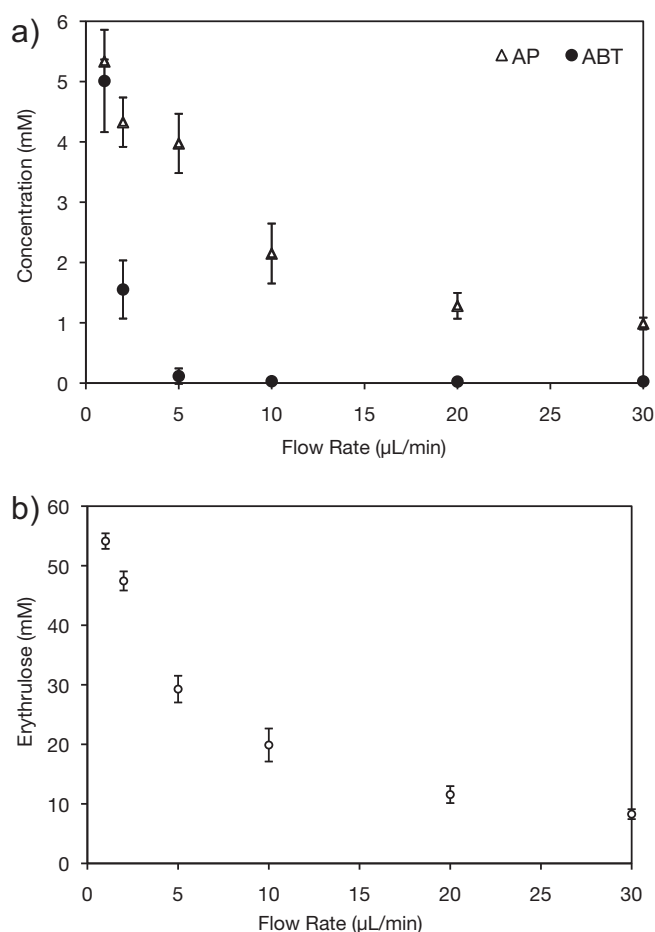 a)
6
5
4
3
2
1
0
Concentration (mM)
AP ABT
0 5 10 15 20 25 30
Flow Rate (µL/min)
b)
60
50
40
30
20
10
0
Erythrulose (mM)
0 5 10 15 20 25 30
Flow Rate (µL/min)